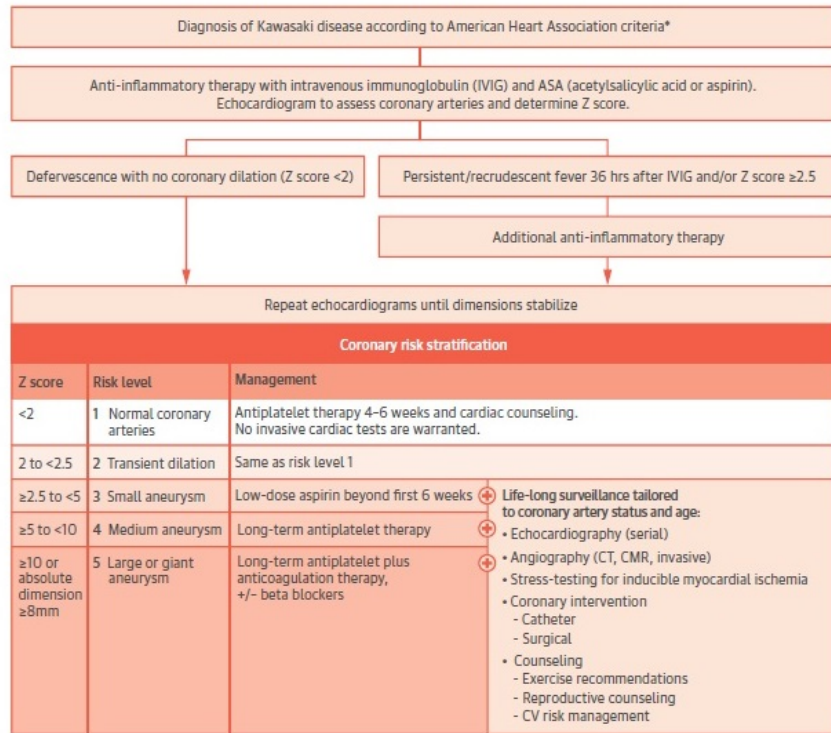 Diagnosis of Kawasaki disease according to American Heart Association criteria*
Anti-inflammatory therapy with intravenous immunoglobulin (IVIG) and ASA (acetylsalicylic acid or aspirin).
Echocardiogram to assess coronary arteries and determine Z score.
Defervescence with no coronary dilation (Z score <2)
Persistent/recrudescent fever 36 hrs after IVIG and/or Z score ≥2.5
Additional anti-inflammatory therapy
Repeat echocardiograms until dimensions stabilize
Coronary risk stratification
Z score Risk level Management
<2 1 Normal coronary arteries Antiplatelet therapy 4–6 weeks and cardiac counseling.
No invasive cardiac tests are warranted.
2 to <2.5 2 Transient dilation Same as risk level 1
≥2.5 to <5 3 Small aneurysm Low-dose aspirin beyond first 6 weeks
≥5 to <10 4 Medium aneurysm Long-term antiplatelet therapy
≥10 or absolute dimension ≥8mm 5 Large or giant aneurysm Long-term antiplatelet plus
anticoagulation therapy,
+/- beta blockers
Life-long surveillance tailored
to coronary artery status and age:
• Echocardiography (serial)
• Angiography (CT, CMR, invasive)
• Stress-testing for inducible myocardial ischemia
• Coronary intervention
- Catheter
- Surgical
• Counseling
- Exercise recommendations
- Reproductive counseling
- CV risk management